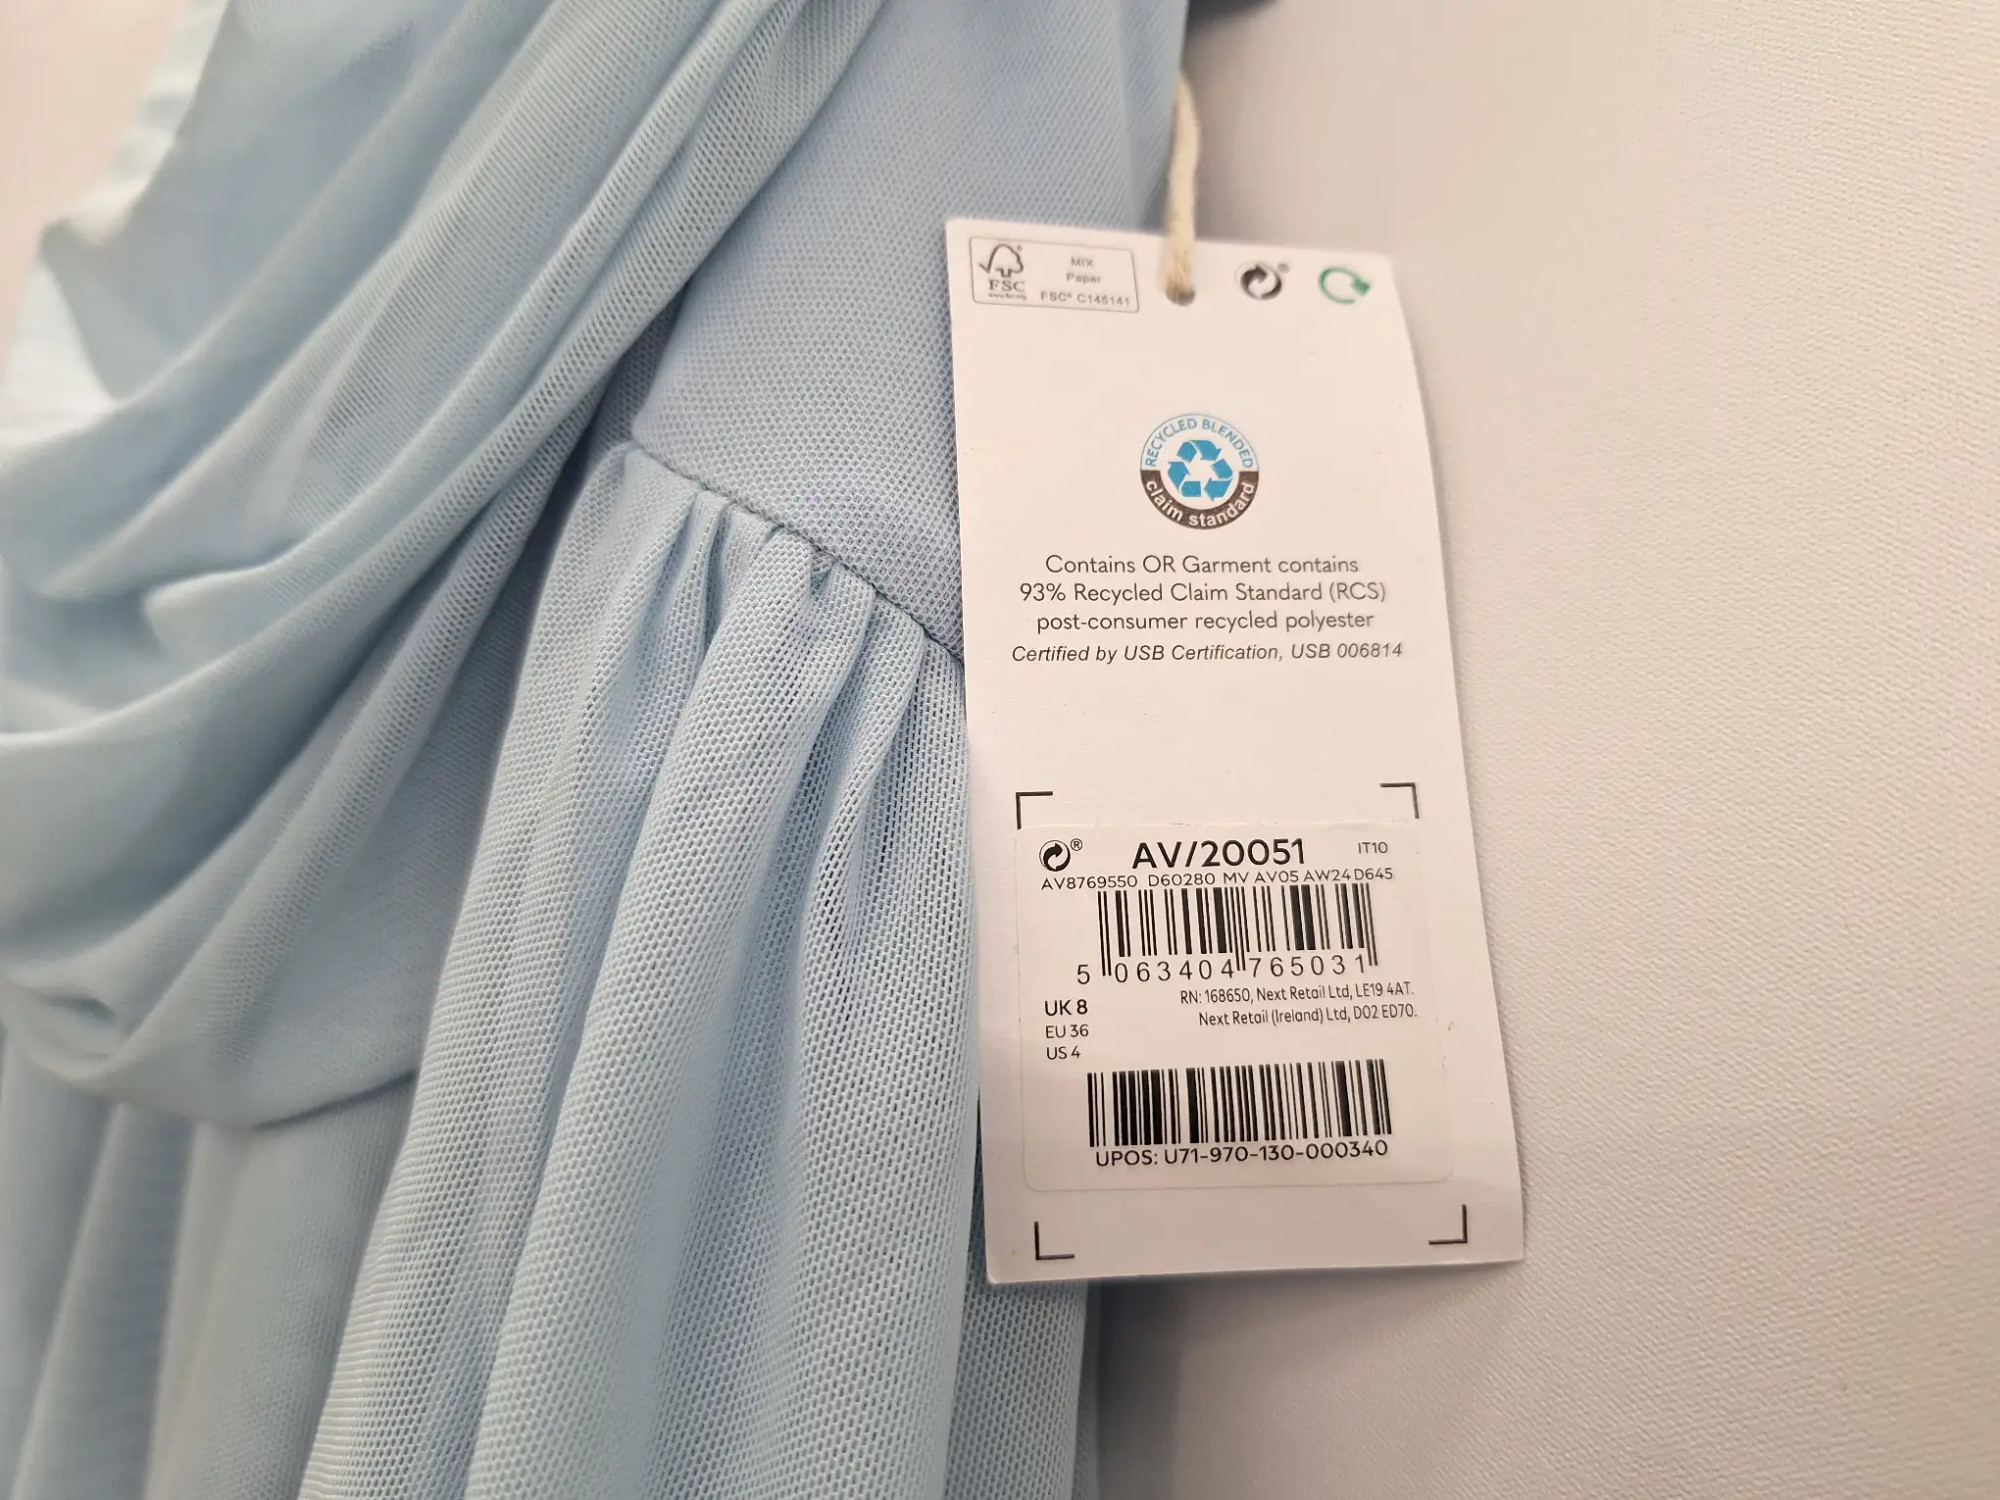 FSC
MIX
Paper
FSC® C146141
RECYCLED BLENDED
claim standard
Contains OR Garment contains
93% Recycled Claim Standard (RCS)
post-consumer recycled polyester
Certified by USB Certification, USB 006814
AV/20051
IT10
AV8769550 D60280 MV AV05 AW24 D645
5 063404 765031
UK 8
EU 36
US 4
RN: 168650, Next Retail Ltd, LE19 4AT.
Next Retail (Ireland) Ltd, D02 ED70.
UPOS: U71-970-130-000340